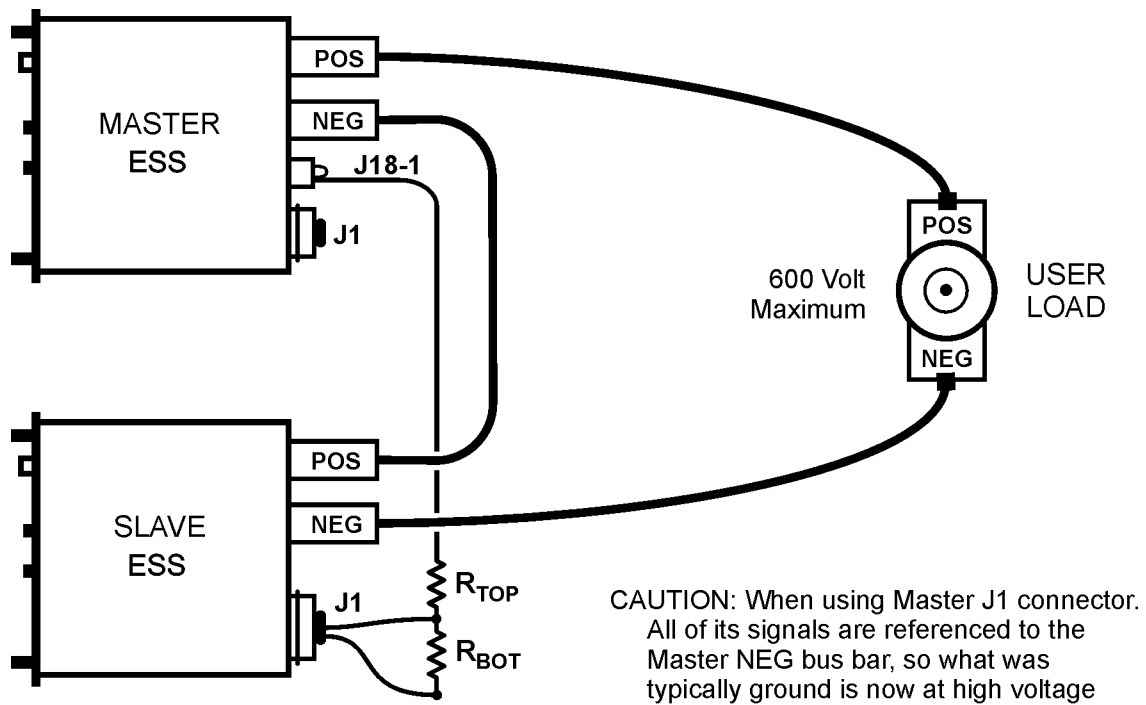 POS
NEG
MASTER
ESS
J18-1
J1
POS
600 Volt
Maximum
USER
LOAD
NEG
POS
NEG
SLAVE
ESS
J1
RTOP
RBOT
CAUTION: When using Master J1 connector.
All of its signals are referenced to the
Master NEG bus bar, so what was
typically ground is now at high voltage